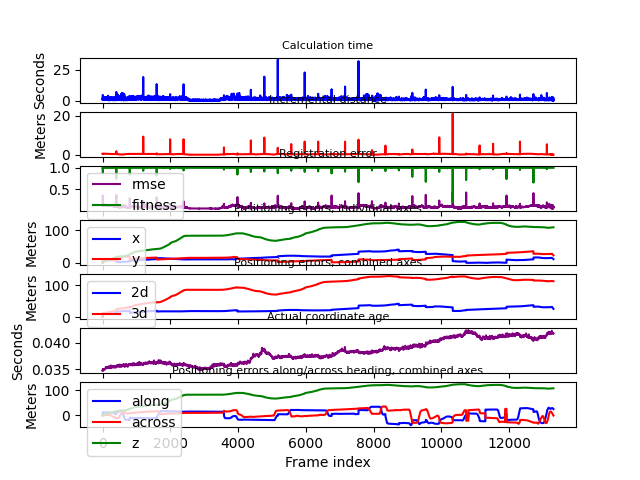 Calculation time
Seconds
25
0
Incremental distance
Meters
20
0
Registration error
1.0
0.5
rmse
fitness
Positioning errors, individual axes
Meters
100
0
x
y
Positioning errors, combined axes
Meters
100
0
2d
3d
Actual coordinate age
Seconds
0.040
0.035
Positioning errors along/across heading, combined axes
Meters
100
0
along
across
z
0 2000 4000 6000 8000 10000 12000
Frame index